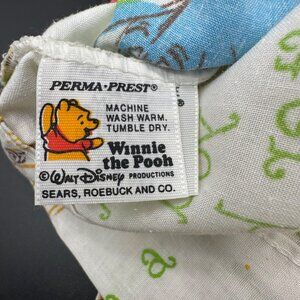 PERMA-PREST®
MACHINE
WASH WARM.
TUMBLE DRY.
Winnie
the Pooh
© WALT DISNEY PRODUCTIONS
SEARS, ROEBUCK AND CO.
a